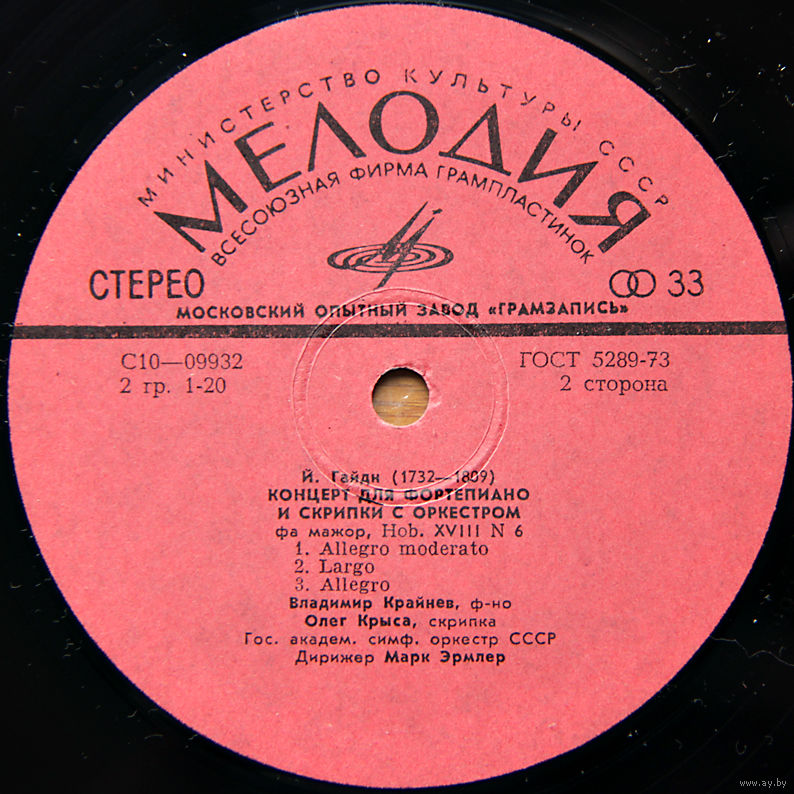 МИНИСТЕРСТВО КУЛЬТУРЫ СССР
МЕЛОДИЯ
ВСЕСОЮЗНАЯ ФИРМА ГРАМПЛАСТИНОК
СТЕРЕО
33
МОСКОВСКИЙ ОПЫТНЫЙ ЗАВОД «ГРАМЗАПИСЬ»
С10—09932
ГОСТ 5289-73
2 гр. 1-20
2 сторона
Й. Гайдн (1732—1809)
КОНЦЕРТ ДЛЯ ФОРТЕПИАНО
И СКРИПКИ С ОРКЕСТРОМ
фа мажор, Hob. XVIII N 6
1. Allegro moderato
2. Largo
3. Allegro
Владимир Крайнев, ф-но
Олег Крыса, скрипка
Гос. академ. симф. оркестр СССР
Дирижер Марк Эрмлер
www.ay.by